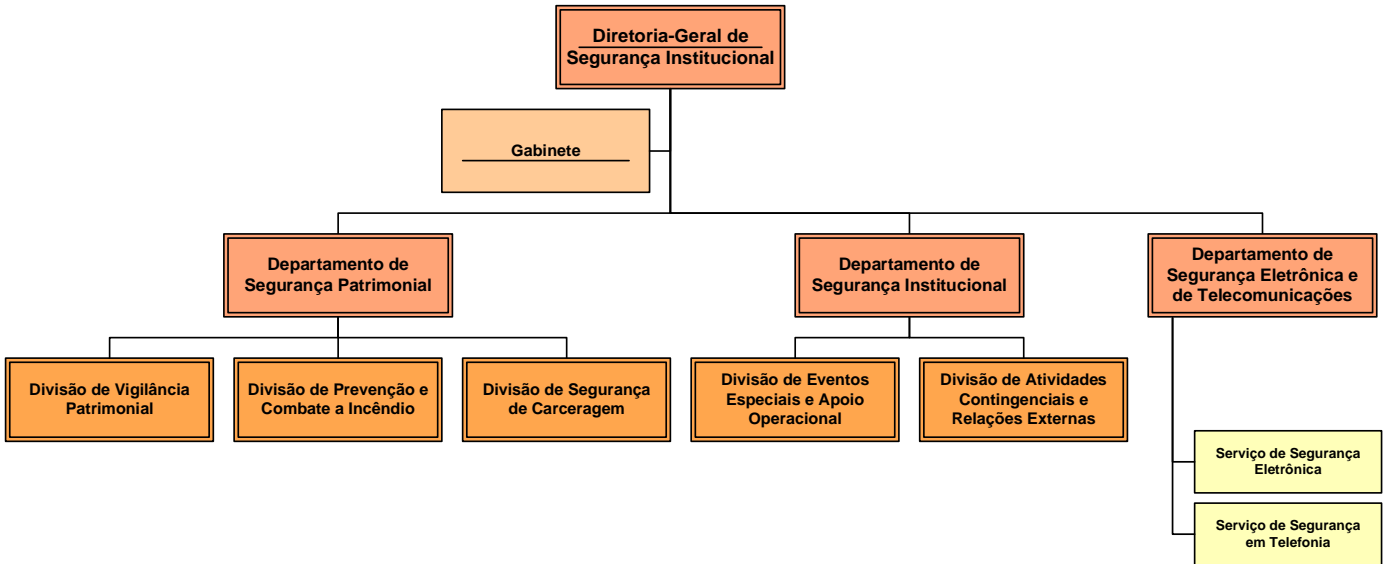 Diretoria-Geral de
Segurança Institucional
Gabinete
Departamento de
Segurança Patrimonial
Departamento de
Segurança Institucional
Departamento de
Segurança Eletrônica e
de Telecomunicações
Divisão de Vigilância
Patrimonial
Divisão de Prevenção e
Combate a Incêndio
Divisão de Segurança
de Carceragem
Divisão de Eventos
Especiais e Apoio
Operacional
Divisão de Atividades
Contingenciais e
Relações Externas
Serviço de Segurança
Eletrônica
Serviço de Segurança
em Telefonia